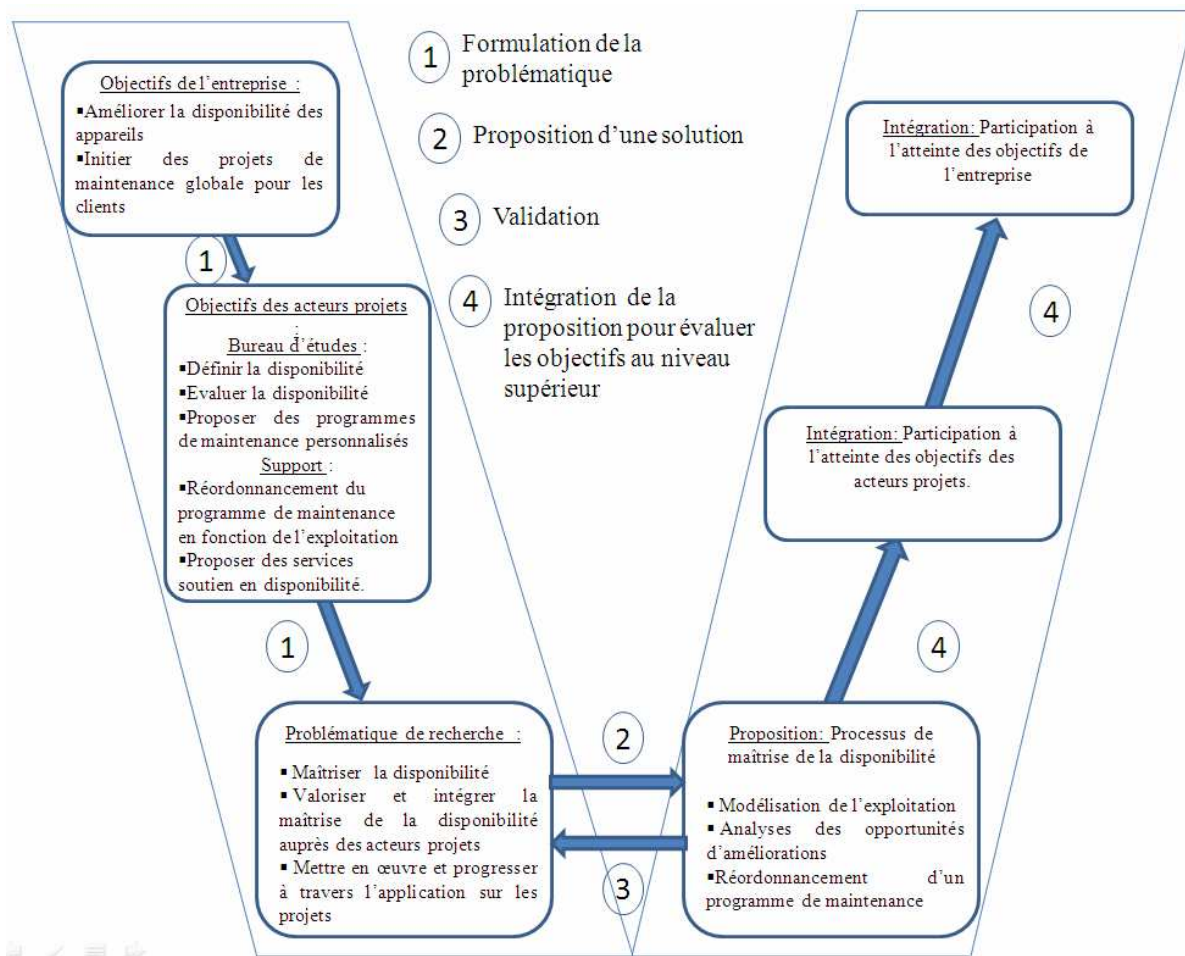 Objectifs de l’entreprise :
▪Améliorer la disponibilité des
appareils
▪Initier des projets de
maintenance globale pour les
clients
1
Objectifs des acteurs projets
:
Bureau d’études :
▪Définir la disponibilité
▪Evaluer la disponibilité
▪Proposer des programmes
de maintenance personnalisés
Support :
▪Réordonnancement du
programme de maintenance
en fonction de l’exploitation
▪Proposer des services
soutien en disponibilité.
1
Problématique de recherche :
▪ Maîtriser la disponibilité
▪ Valoriser et intégrer la
maîtrise de la disponibilité
auprès des acteurs projets
▪ Mettre en œuvre et progresser
à travers l’application sur les
projets
1 Formulation de la
problématique
2 Proposition d’une solution
3 Validation
4 Intégration de la
proposition pour évaluer
les objectifs au niveau
supérieur
2
3
Proposition: Processus de
maîtrise de la disponibilité
▪ Modélisation de l’exploitation
▪ Analyses des opportunités
d’améliorations
▪Réordonnancement d’un
programme de maintenance
4
Intégration: Participation à
l’atteinte des objectifs des
acteurs projets.
4
Intégration: Participation à
l’atteinte des objectifs de
l’entreprise